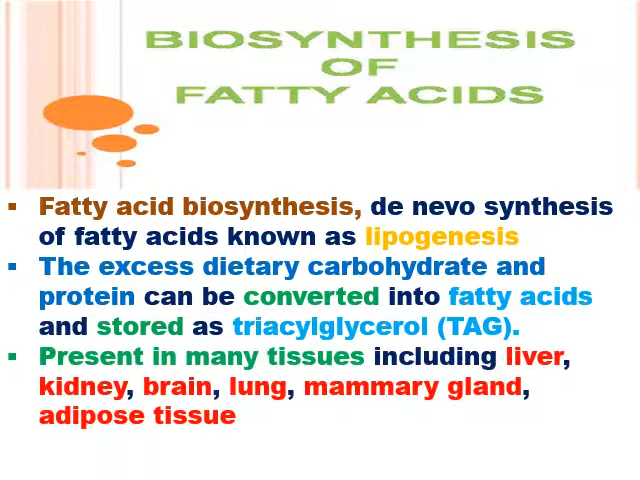 BIOSYNTHESIS
OF
FATTY ACIDS
▪ Fatty acid biosynthesis, de nevo synthesis
of fatty acids known as lipogenesis
▪ The excess dietary carbohydrate and
protein can be converted into fatty acids
and stored as triacylglycerol (TAG).
▪ Present in many tissues including liver,
kidney, brain, lung, mammary gland,
adipose tissue